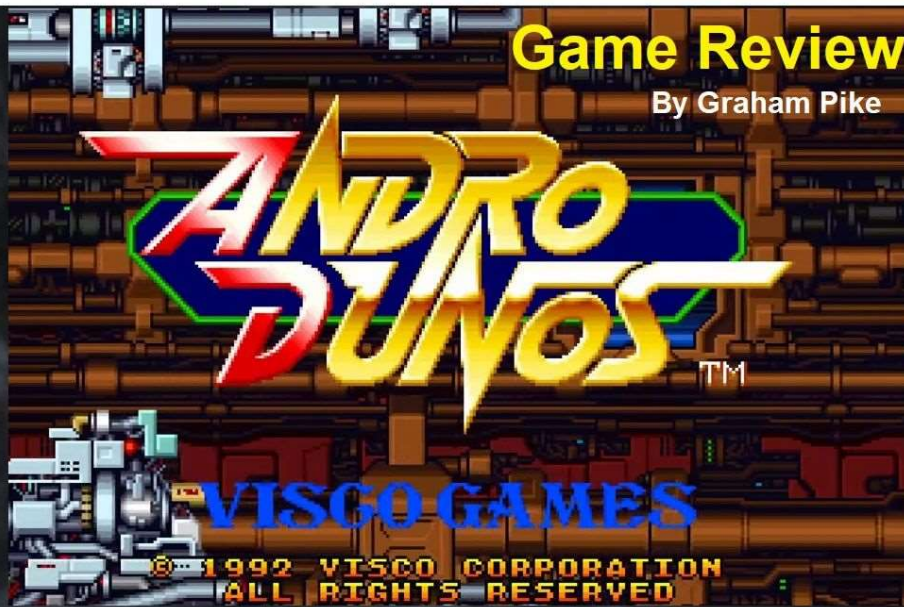 Game Review
By Graham Pike
ANDRO
DUNOS
TM
VISCO GAMES
© 1992 VISCO CORPORATION
ALL RIGHTS RESERVED